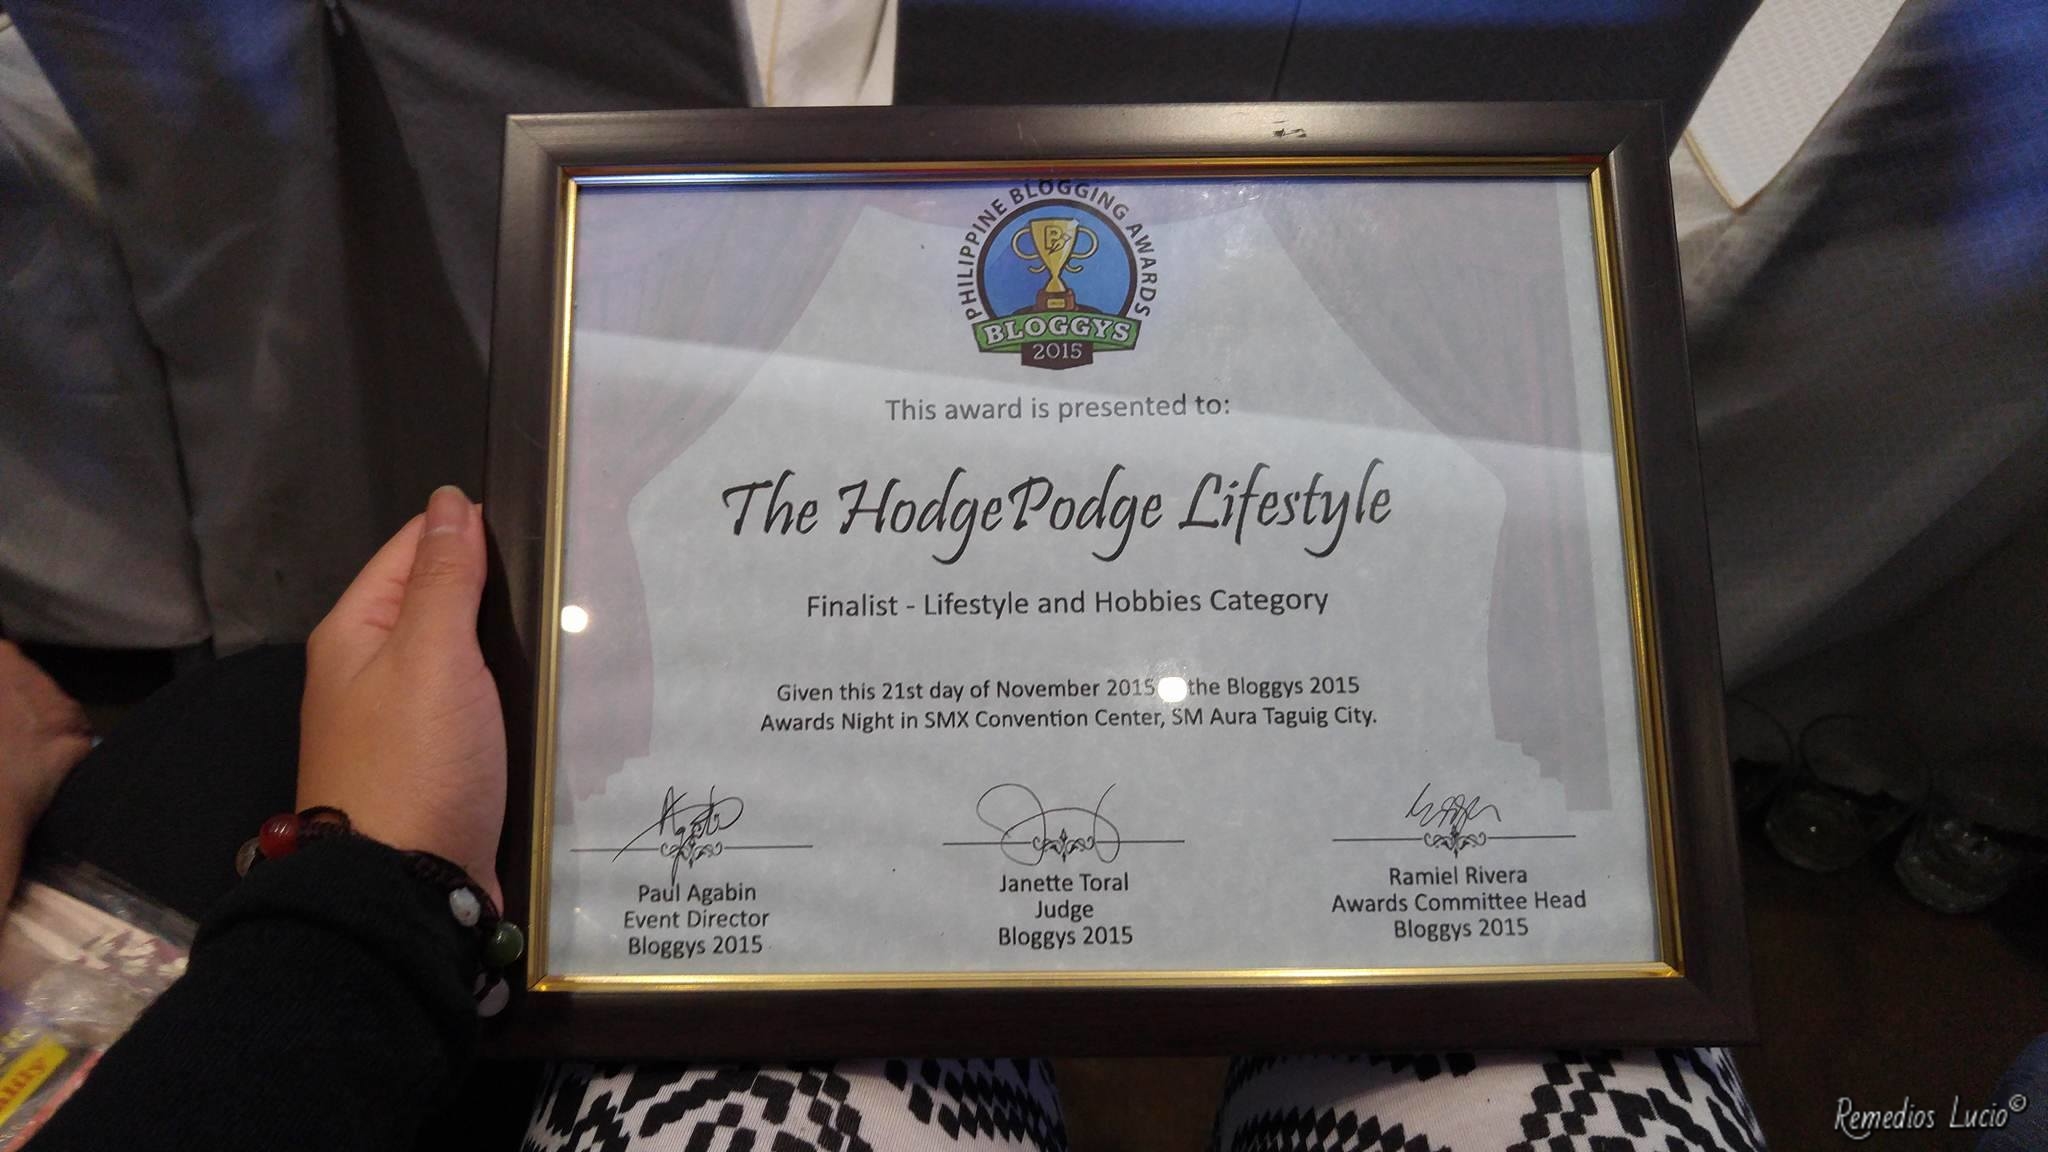 PHILIPPINE BLOGGING AWARDS
BLOGGYS
2015
This award is presented to:
The HodgePodge Lifestyle
Finalist - Lifestyle and Hobbies Category
Given this 21st day of November 2015 the Bloggys 2015
Awards Night in SMX Convention Center, SM Aura Taguig City.
Paul Agabin
Event Director
Bloggys 2015
Janette Toral
Judge
Bloggys 2015
Ramiel Rivera
Awards Committee Head
Bloggys 2015
Remedios Lucio©